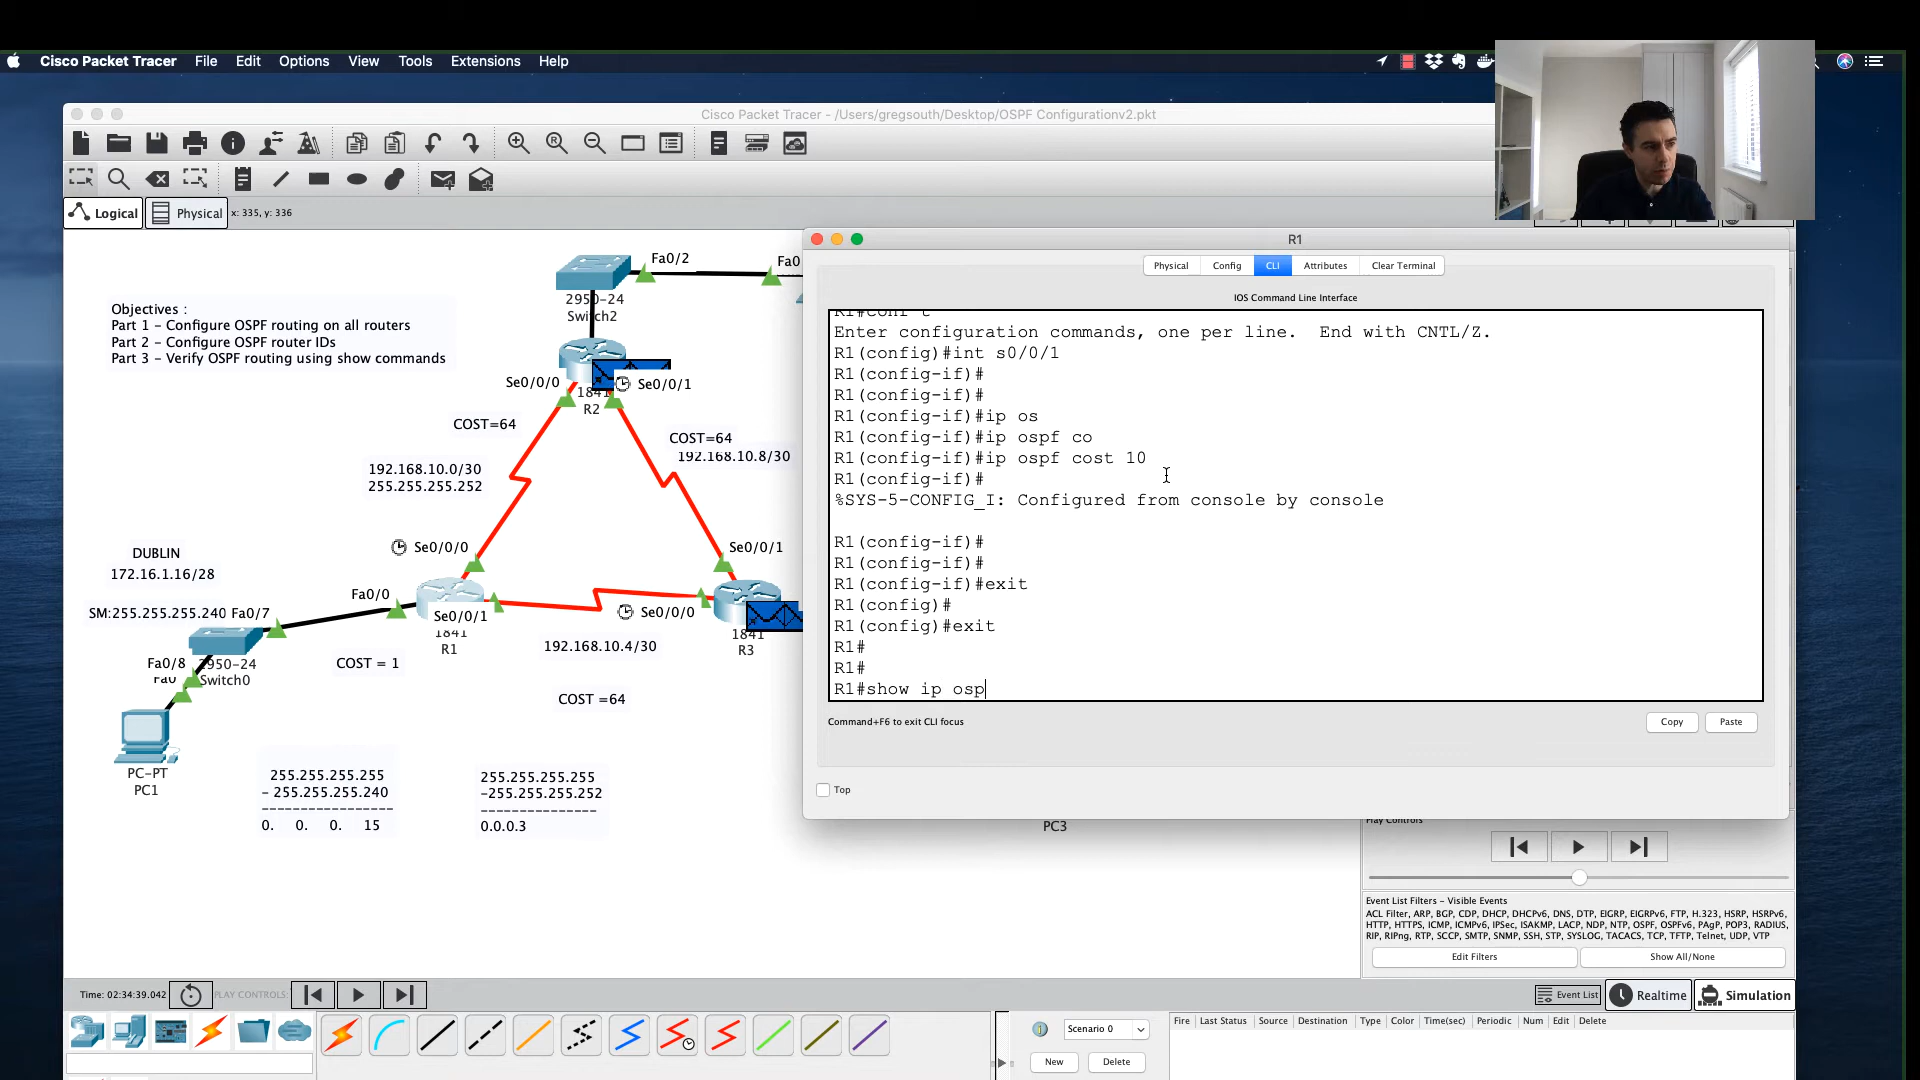 Cisco Packet Tracer File Edit Options View Tools Extensions Help
Cisco Packet Tracer - /Users/gregsouth/Desktop/OSPF Configurationv2.pkt
Logical Physical x: 335, y: 336
Objectives :
Part 1 - Configure OSPF routing on all routers
Part 2 - Configure OSPF router IDs
Part 3 - Verify OSPF routing using show commands
Fa0/2
Fa0
2950-24
Switch2
Se0/0/0
Se0/0/1
1841
R2
COST=64
COST=64
192.168.10.8/30
192.168.10.0/30
255.255.255.252
DUBLIN
172.16.1.16/28
SM:255.255.255.240 Fa0/7
Fa0/0
Se0/0/0
Se0/0/1
Se0/0/1
Se0/0/0
1841
R1
1841
R3
192.168.10.4/30
COST = 1
COST =64
Fa0/8
Fa0
2950-24
Switch0
PC-PT
PC1
255.255.255.255
- 255.255.255.240
-----------------
0. 0. 0. 15
255.255.255.255
-255.255.255.252
---------------
0.0.0.3
PC3
R1
Physical Config CLI Attributes Clear Terminal
IOS Command Line Interface
R1#conf t
Enter configuration commands, one per line. End with CNTL/Z.
R1(config)#int s0/0/1
R1(config-if)#
R1(config-if)#
R1(config-if)#ip os
R1(config-if)#ip ospf co
R1(config-if)#ip ospf cost 10
R1(config-if)#
%SYS-5-CONFIG_I: Configured from console by console
R1(config-if)#
R1(config-if)#
R1(config-if)#exit
R1(config)#
R1(config)#exit
R1#
R1#
R1#show ip osp
Command+F6 to exit CLI focus
Copy Paste
Top
Play Controls
Event List Filters - Visible Events
ACL Filter, ARP, BGP, CDP, DHCP, DHCPv6, DNS, DTP, EIGRP, EIGRPv6, FTP, H.323, HSRP, HSRPv6,
HTTP, HTTPS, ICMP, ICMPv6, IPSec, ISAKMP, LACP, NDP, NTP, OSPF, OSPFv6, PAgP, POP3, RADIUS,
RIP, RIPng, RTP, SCCP, SMTP, SNMP, SSH, STP, SYSLOG, TACACS, TCP, TFTP, Telnet, UDP, VTP
Edit Filters Show All/None
Time: 02:34:39.042 PLAY CONTROLS:
Event List Realtime Simulation
Scenario 0
New Delete
Fire Last Status Source Destination Type Color Time(sec) Periodic Num Edit Delete